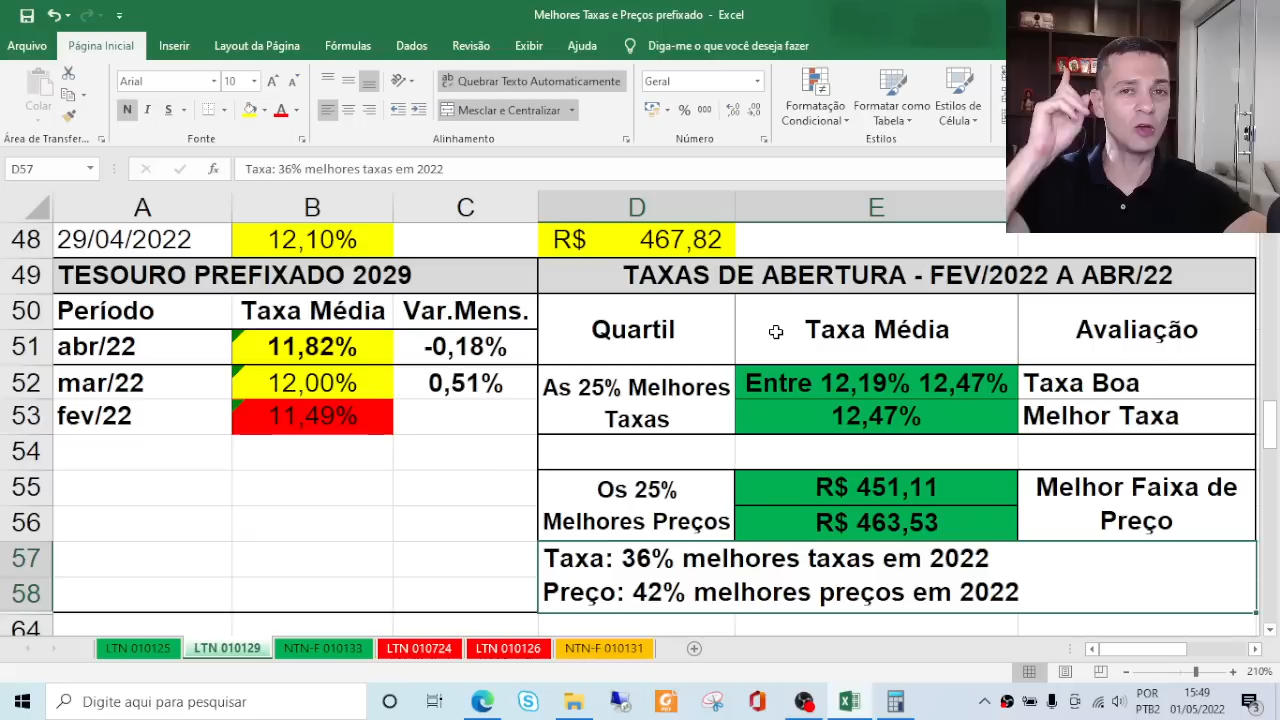 Melhores Taxas e Preços prefixado - Excel
Arquivo Página Inicial Inserir Layout da Página Fórmulas Dados Revisão Exibir Ajuda Diga-me o que você deseja fazer
Colar
Arial 10
N I S A
ab Quebrar Texto Automaticamente
Mesclar e Centralizar
Geral
% 000
Formatação Condicional
Formatar como Tabela
Estilos de Célula
Área de Transfer... Fonte Alinhamento Número Estilos
D57 fx Taxa: 36% melhores taxas em 2022
A B C D E
48 29/04/2022 12,10% R$ 467,82
49 TESOURO PREFIXADO 2029 TAXAS DE ABERTURA - FEV/2022 A ABR/22
50 Período Taxa Média Var.Mens. Quartil Taxa Média Avaliação
51 abr/22 11,82% -0,18%
52 mar/22 12,00% 0,51% As 25% Melhores Taxas Entre 12,19% 12,47% Taxa Boa
53 fev/22 11,49% 12,47% Melhor Taxa
54
55 Os 25% Melhores Preços R$ 451,11 Melhor Faixa de Preço
56 R$ 463,53
57 Taxa: 36% melhores taxas em 2022
58 Preço: 42% melhores preços em 2022
64
LTN 010125 LTN 010129 NTN-F 010133 LTN 010724 LTN 010126 NTN-F 010131
210%
Digite aqui para pesquisar
POR
PTB2
15:49
01/05/2022
3